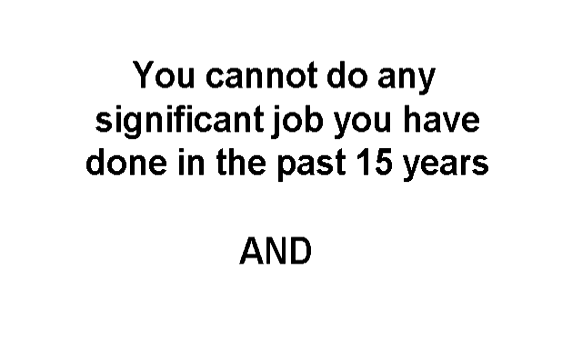 You cannot do any
significant job you have
done in the past 15 years
AND